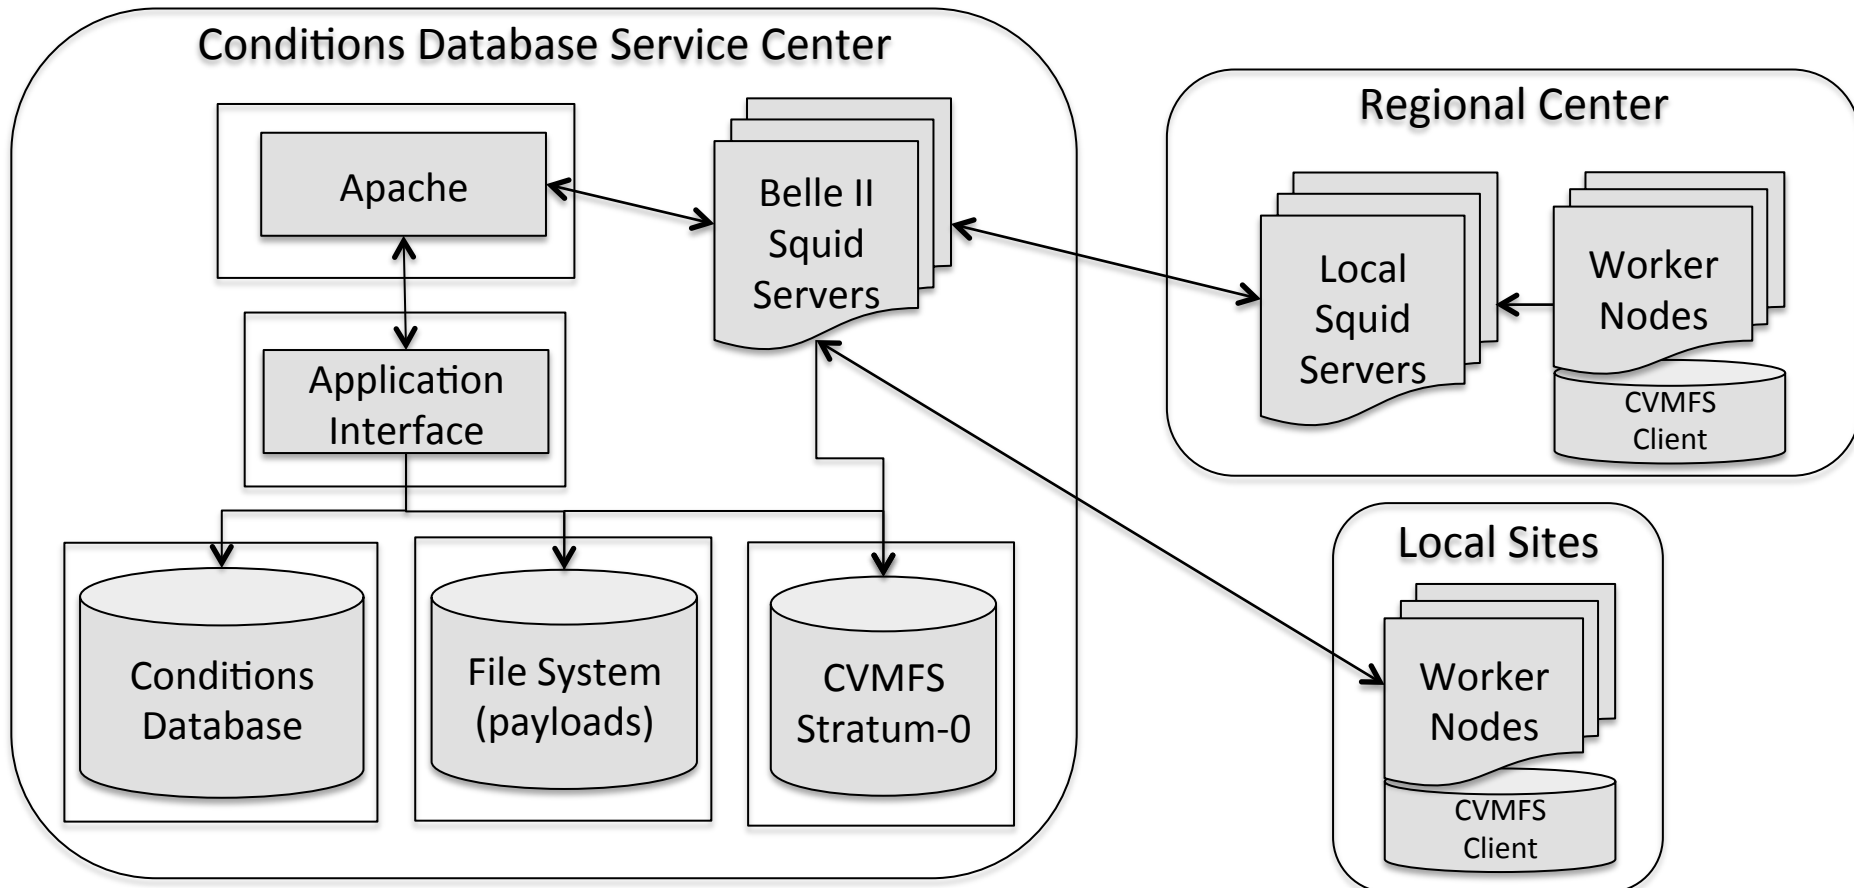 Conditions Database Service Center
Apache
Belle II
Squid
Servers
Application
Interface
Conditions
Database
File System
(payloads)
CVMFS
Stratum-0
Regional Center
Local
Squid
Servers
Worker
Nodes
CVMFS
Client
Local Sites
Worker
Nodes
CVMFS
Client